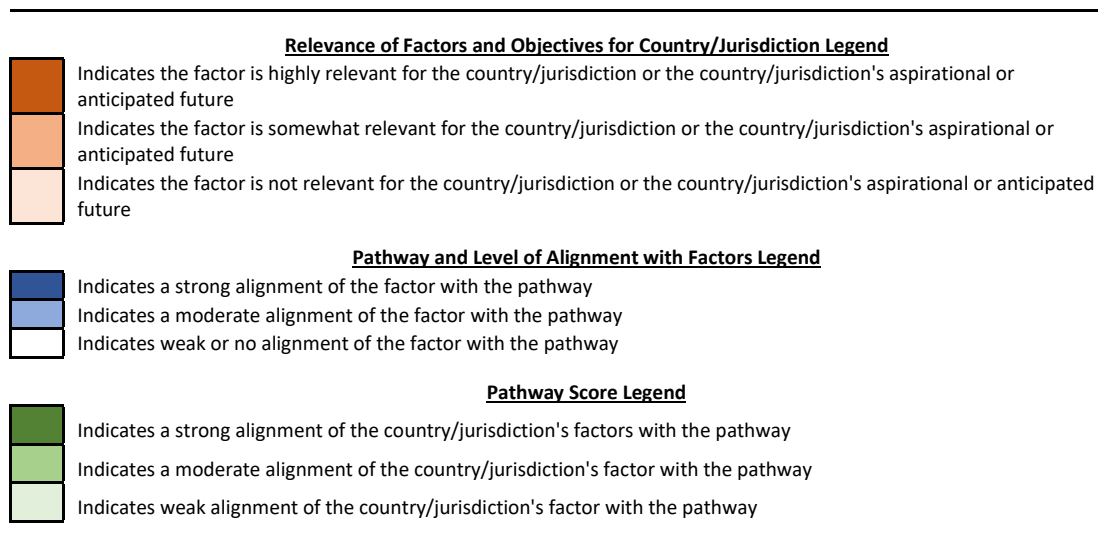 Relevance of Factors and Objectives for Country/Jurisdiction Legend
Indicates the factor is highly relevant for the country/jurisdiction or the country/jurisdiction's aspirational or
anticipated future
Indicates the factor is somewhat relevant for the country/jurisdiction or the country/jurisdiction's aspirational or
anticipated future
Indicates the factor is not relevant for the country/jurisdiction or the country/jurisdiction's aspirational or anticipated
future
Pathway and Level of Alignment with Factors Legend
Indicates a strong alignment of the factor with the pathway
Indicates a moderate alignment of the factor with the pathway
Indicates weak or no alignment of the factor with the pathway
Pathway Score Legend
Indicates a strong alignment of the country/jurisdiction's factors with the pathway
Indicates a moderate alignment of the country/jurisdiction's factor with the pathway
Indicates weak alignment of the country/jurisdiction's factor with the pathway